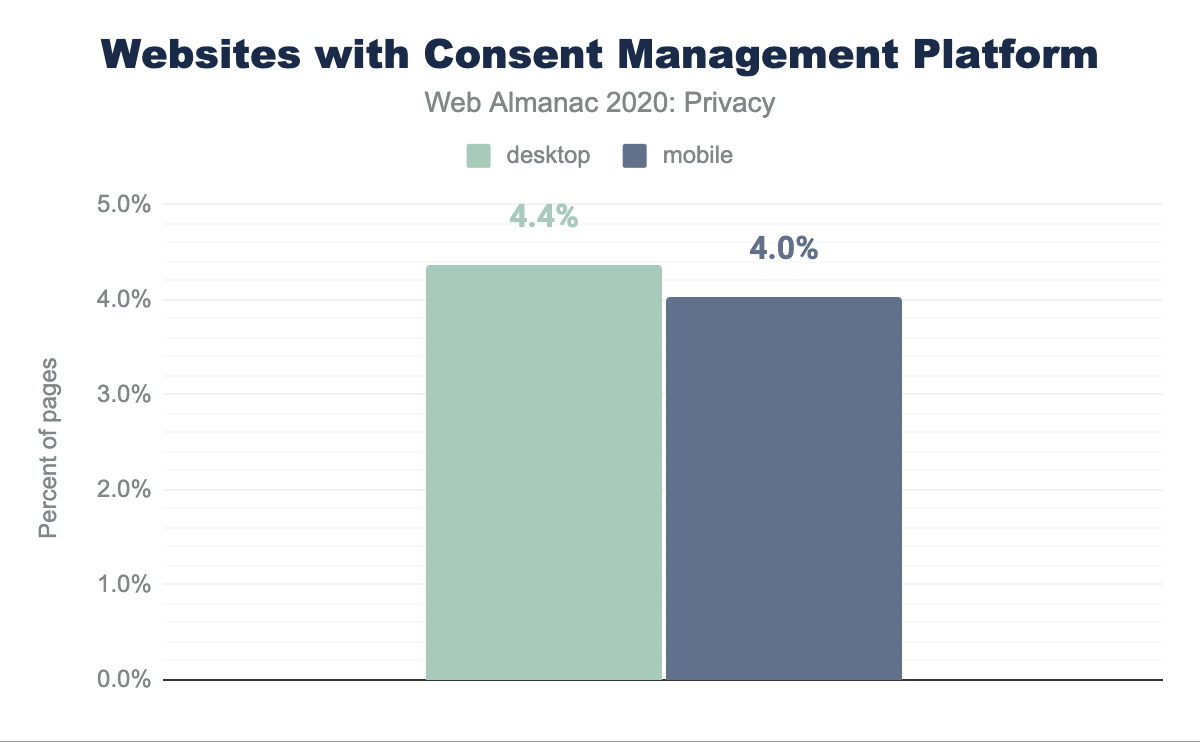 Websites with Consent Management Platform
Web Almanac 2020: Privacy
desktop mobile
5.0%
4.4%
4.0%
4.0%
3.0%
2.0%
1.0%
0.0%
Percent of pages